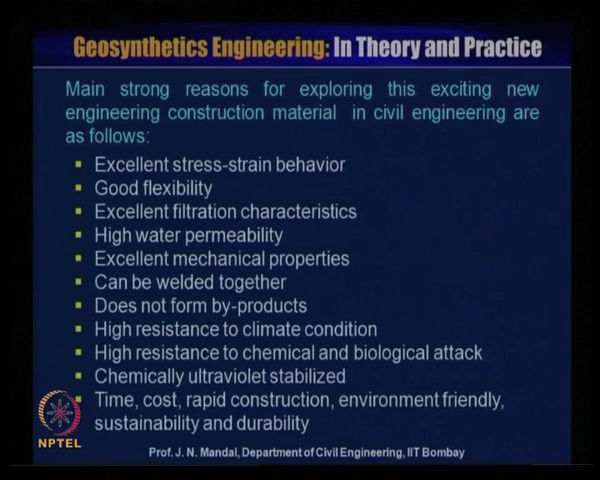 Geosynthetics Engineering: In Theory and Practice
Main strong reasons for exploring this exciting new
engineering construction material in civil engineering are
as follows:
Excellent stress-strain behavior
Good flexibility
Excellent filtration characteristics
High water permeability
Excellent mechanical properties
Can be welded together
Does not form by-products
High resistance to climate condition
High resistance to chemical and biological attack
Chemically ultraviolet stabilized
Time, cost, rapid construction, environment friendly,
sustainability and durability
NPTEL
Prof. J. N. Mandal, Department of Civil Engineering, IIT Bombay